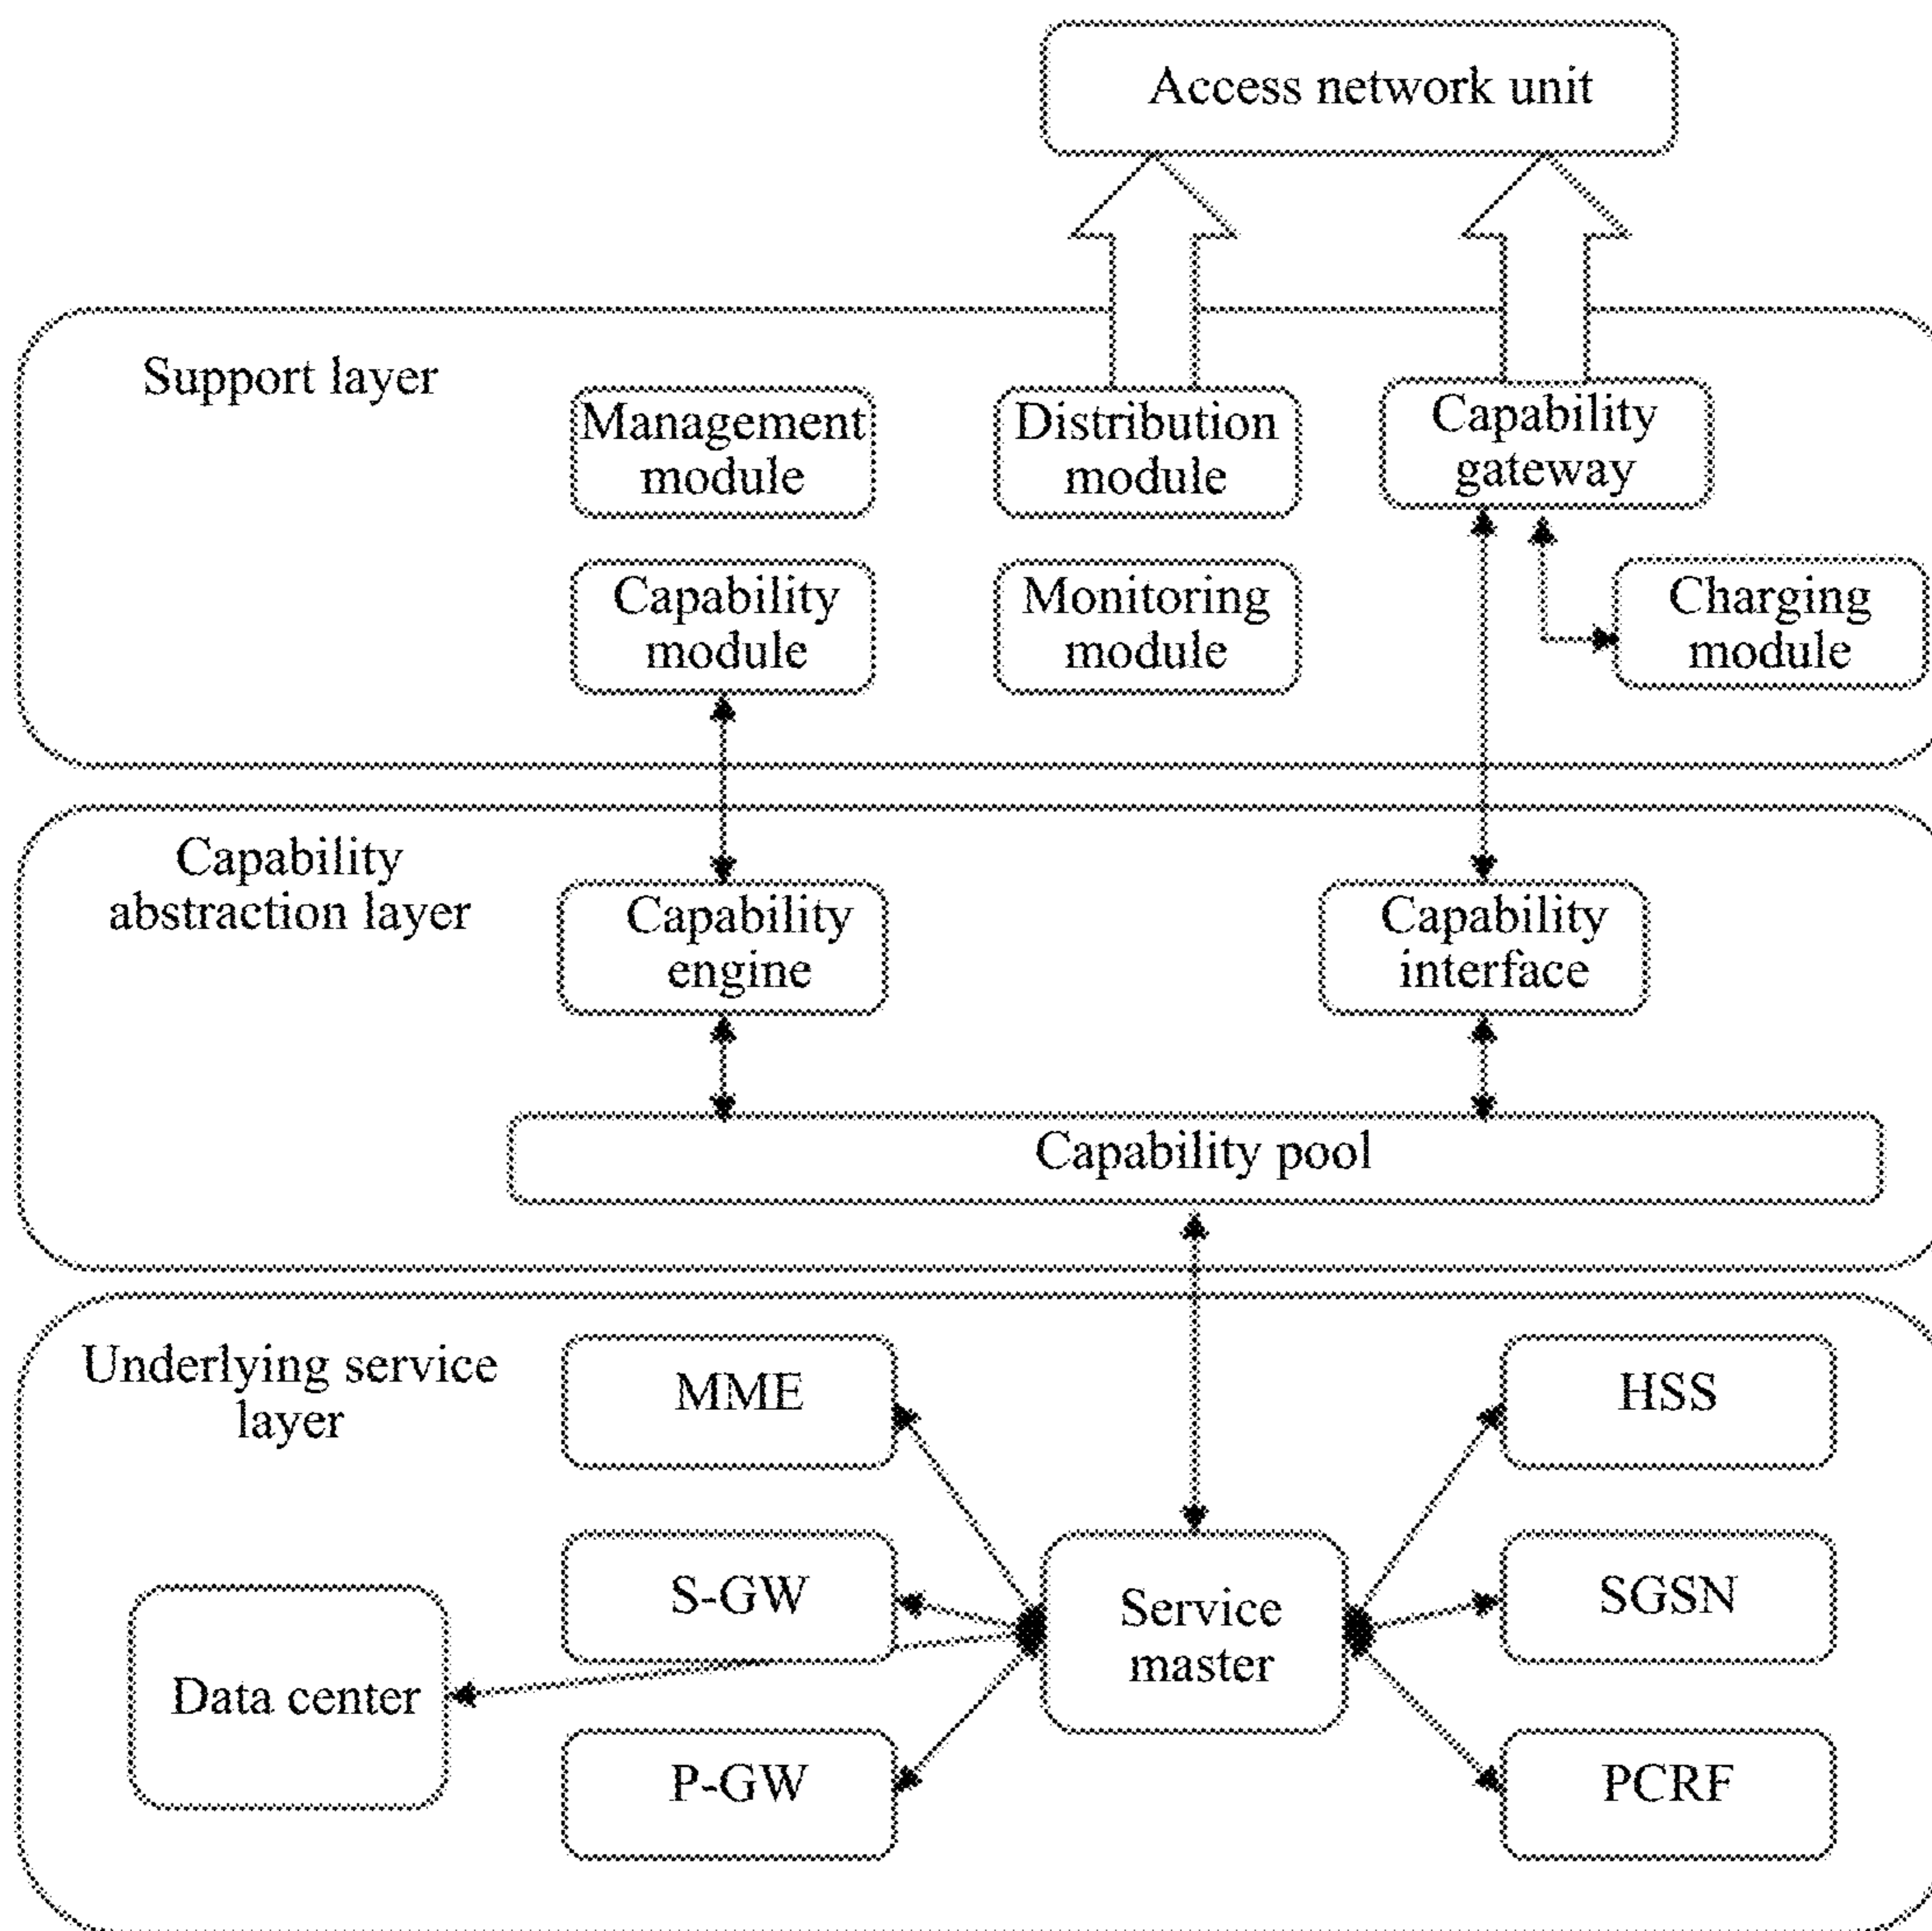 Access network unit
Support layer
Management
module
Distribution
module
Capability
gateway
Capability
module
Monitoring
module
Charging
module
Capability
abstraction layer
Capability
engine
Capability
interface
Capability pool
Underlying service
layer
MME
HSS
S-GW
Service
master
SGSN
Data center
P-GW
PCRF